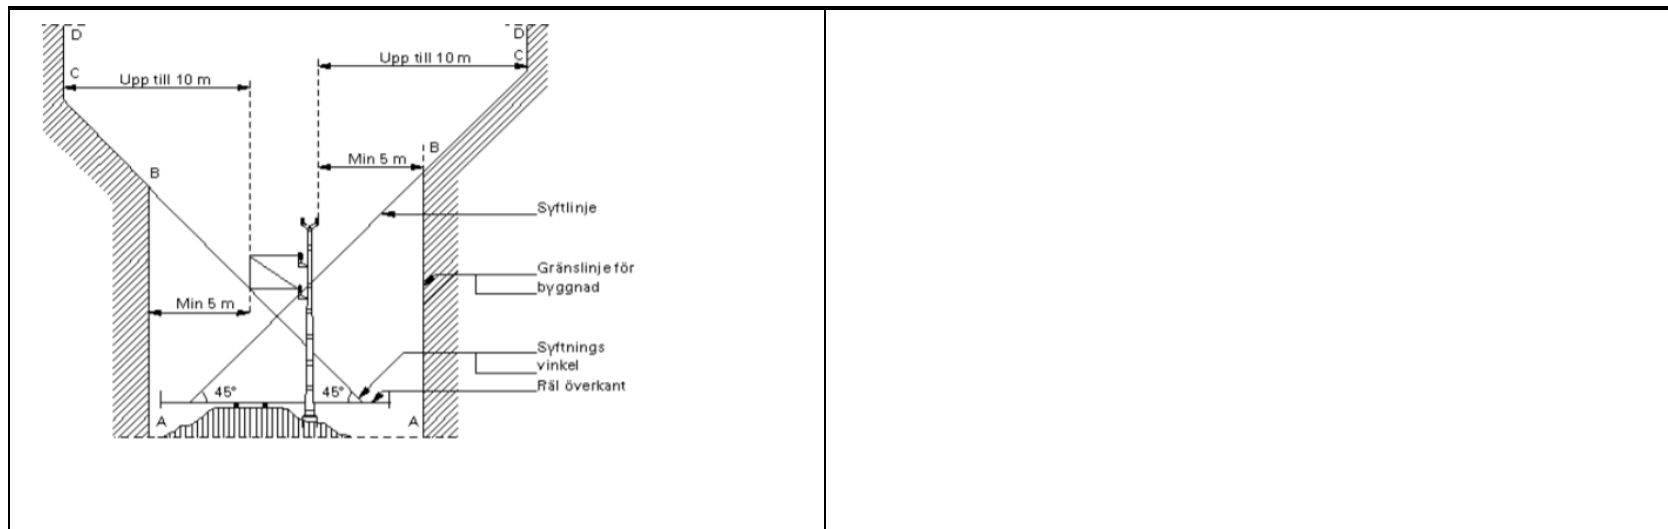 D
D
C
C
Upp till 10 m
Upp till 10 m
B
B
Min 5 m
Syftlinje
Gränslinje för
byggnad
Min 5 m
Syftnings
vinkel
Räl överkant
45°
45°
A
A